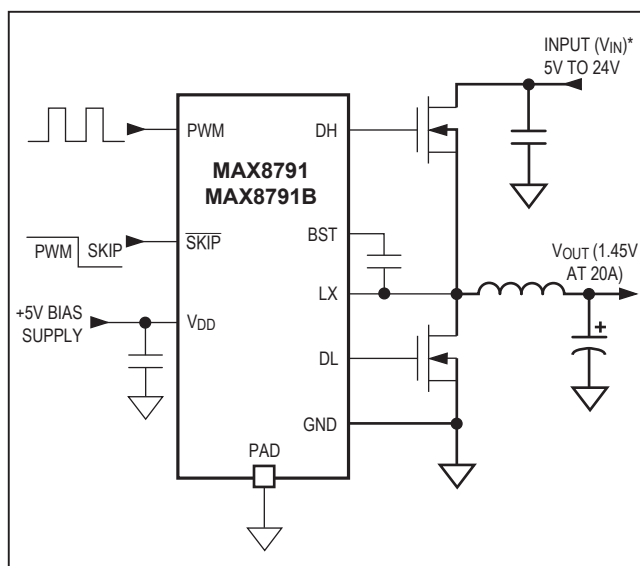 INPUT (VIN)*
5V TO 24V
PWM
DH
MAX8791
MAX8791B
BST
PWM SKIP
SKIP
VOUT (1.45V
AT 20A)
LX
+5V BIAS
SUPPLY
VDD
+
DL
GND
PAD